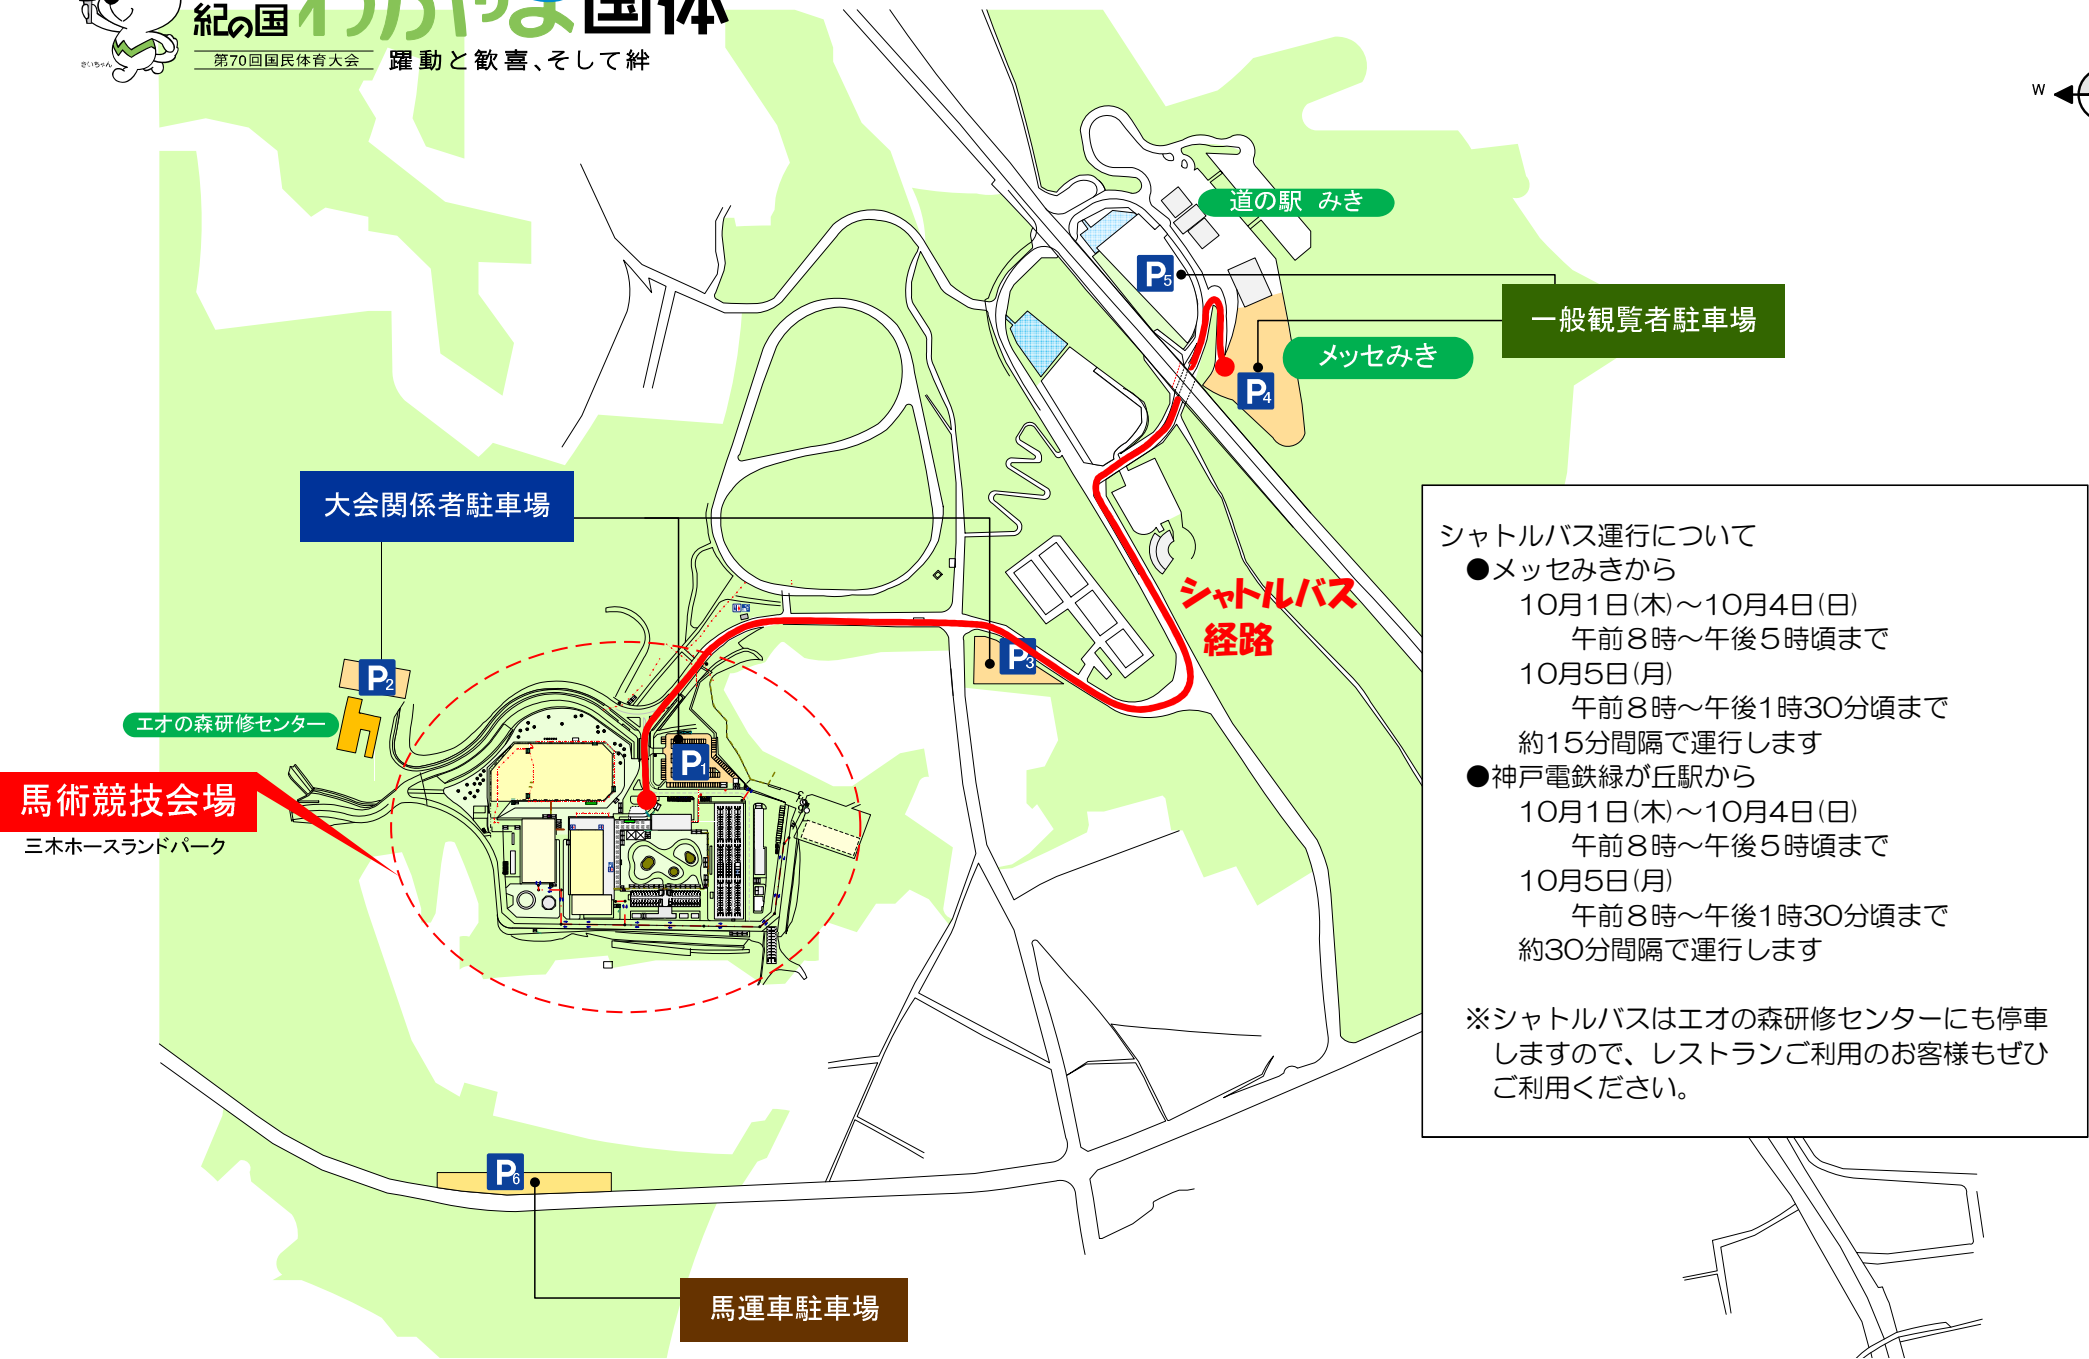 紀の国 わかやま国体
第70回国民体育大会 躍動と歓喜、そして絆
きいちゃん
W
道の駅 みき
P5
一般観覧者駐車場
メッセみき
P4
大会関係者駐車場
シャトルバス
経路
P3
P2
エオの森研修センター
P1
馬術競技会場
三木ホースランドパーク
シャトルバス運行について
●メッセみきから
10月1日(木)~10月4日(日)
午前8時~午後5時頃まで
10月5日(月)
午前8時~午後1時30分頃まで
約15分間隔で運行します
●神戸電鉄緑が丘駅から
10月1日(木)~10月4日(日)
午前8時~午後5時頃まで
10月5日(月)
午前8時~午後1時30分頃まで
約30分間隔で運行します
※シャトルバスはエオの森研修センターにも停車
しますので、レストランご利用のお客様もぜひ
ご利用ください。
P6
馬運車駐車場